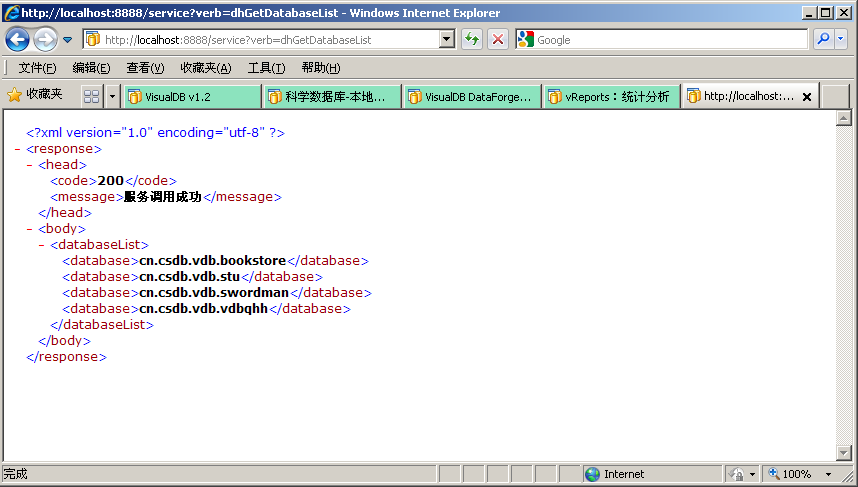 http://localhost:8888/service?verb=dhGetDatabaseList - Windows Internet Explorer
http://localhost:8888/service?verb=dhGetDatabaseList
Google
文件(F) 编辑(E) 查看(V) 收藏夹(A) 工具(T) 帮助(H)
收藏夹
VisualDB v1.2
科学数据库-本地...
VisualDB DataForge...
vReports：统计分析
http://localhost:...
<?xml version="1.0" encoding="utf-8" ?>
- <response>
- <head>
<code>200</code>
<message>服务调用成功</message>
</head>
- <body>
- <databaseList>
<database>cn.csdb.vdb.bookstore</database>
<database>cn.csdb.vdb.stu</database>
<database>cn.csdb.vdb.swordman</database>
<database>cn.csdb.vdb.vdbqhh</database>
</databaseList>
</body>
</response>
完成
Internet
100%